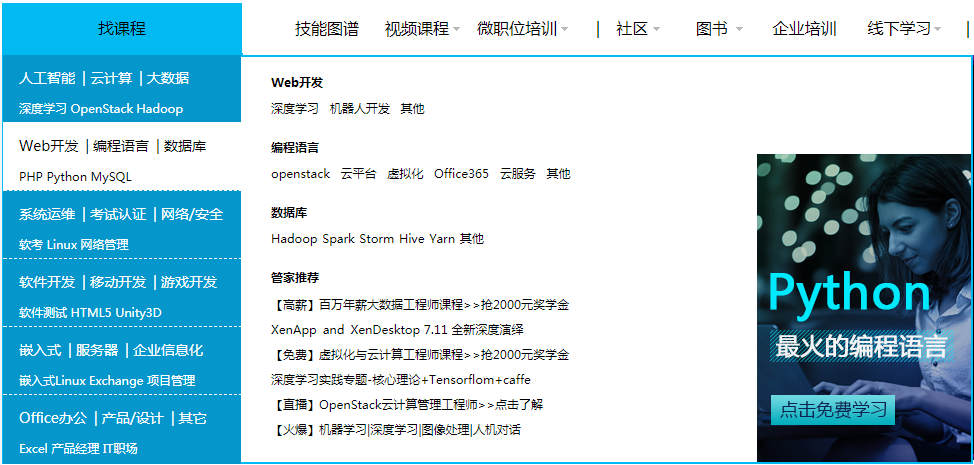 找课程 技能图谱 视频课程 微职位培训 | 社区 图书 企业培训 线下学习 |
人工智能 | 云计算 | 大数据
深度学习 OpenStack Hadoop
Web开发 | 编程语言 | 数据库
PHP Python MySQL
系统运维 | 考试认证 | 网络/安全
软考 Linux 网络管理
软件开发 | 移动开发 | 游戏开发
软件测试 HTML5 Unity3D
嵌入式 | 服务器 | 企业信息化
嵌入式Linux Exchange 项目管理
Office办公 | 产品/设计 | 其它
Excel 产品经理 IT职场
Web开发
深度学习 机器人开发 其他
编程语言
openstack 云平台 虚拟化 Office365 云服务 其他
数据库
Hadoop Spark Storm Hive Yarn 其他
管家推荐
【高薪】百万年薪大数据工程师课程>>抢2000元奖学金
XenApp and XenDesktop 7.11 全新深度演绎
【免费】虚拟化与云计算工程师课程>>抢2000元奖学金
深度学习实践专题-核心理论+Tensorflom+caffe
【直播】OpenStack云计算管理工程师>>点击了解
【火爆】机器学习|深度学习|图像处理|人机对话
Python
最火的编程语言
点击免费学习